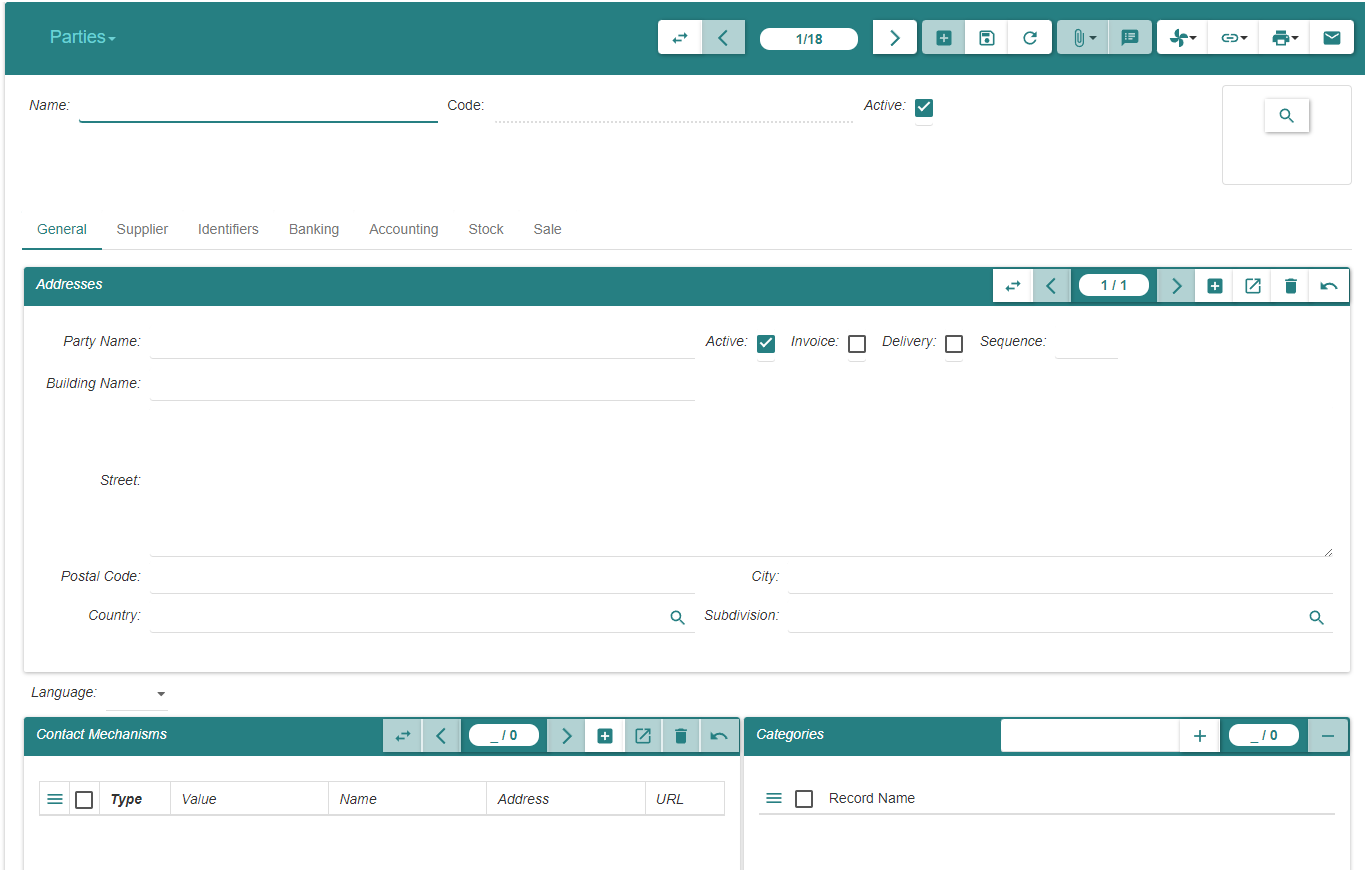 Parties
1/18
Name:
Code:
Active:
General Supplier Identifiers Banking Accounting Stock Sale
Addresses
1 / 1
Party Name:
Active: Invoice: Delivery: Sequence:
Building Name:
Street:
Postal Code:
City:
Country:
Subdivision:
Language:
Contact Mechanisms
_ / 0
Categories
_ / 0
Type Value Name Address URL
Record Name